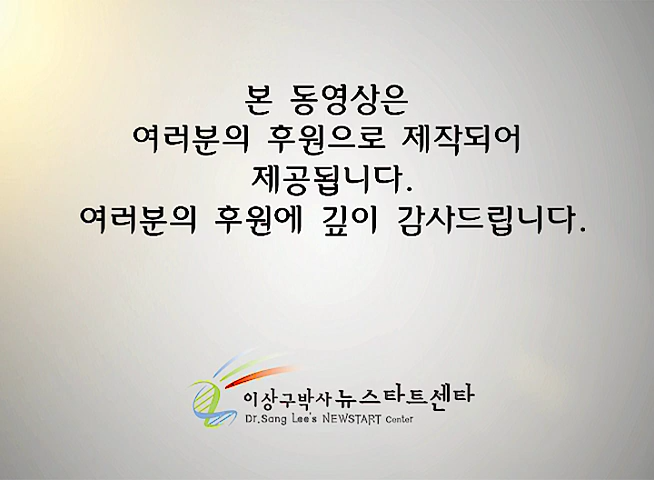 본 동영상은
여러분의 후원으로 제작되어
제공됩니다.
여러분의 후원에 깊이 감사드립니다.
이상구박사 뉴스타트센타
Dr.Sang Lee's NEWSTART Center